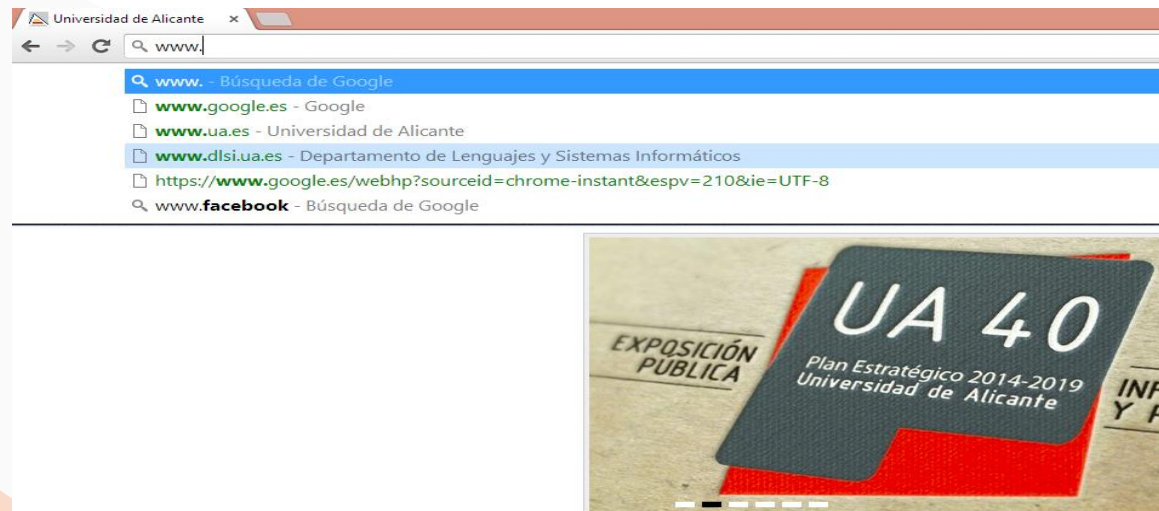 Universidad de Alicante
www.
www. - Búsqueda de Google
www.google.es - Google
www.ua.es - Universidad de Alicante
www.dlsi.ua.es - Departamento de Lenguajes y Sistemas Informáticos
https://www.google.es/webhp?sourceid=chrome-instant&espv=210&ie=UTF-8
www.facebook - Búsqueda de Google
EXPOSICIÓN
PÚBLICA
UA 40
Plan Estratégico 2014-2019
Universidad de Alicante
Y